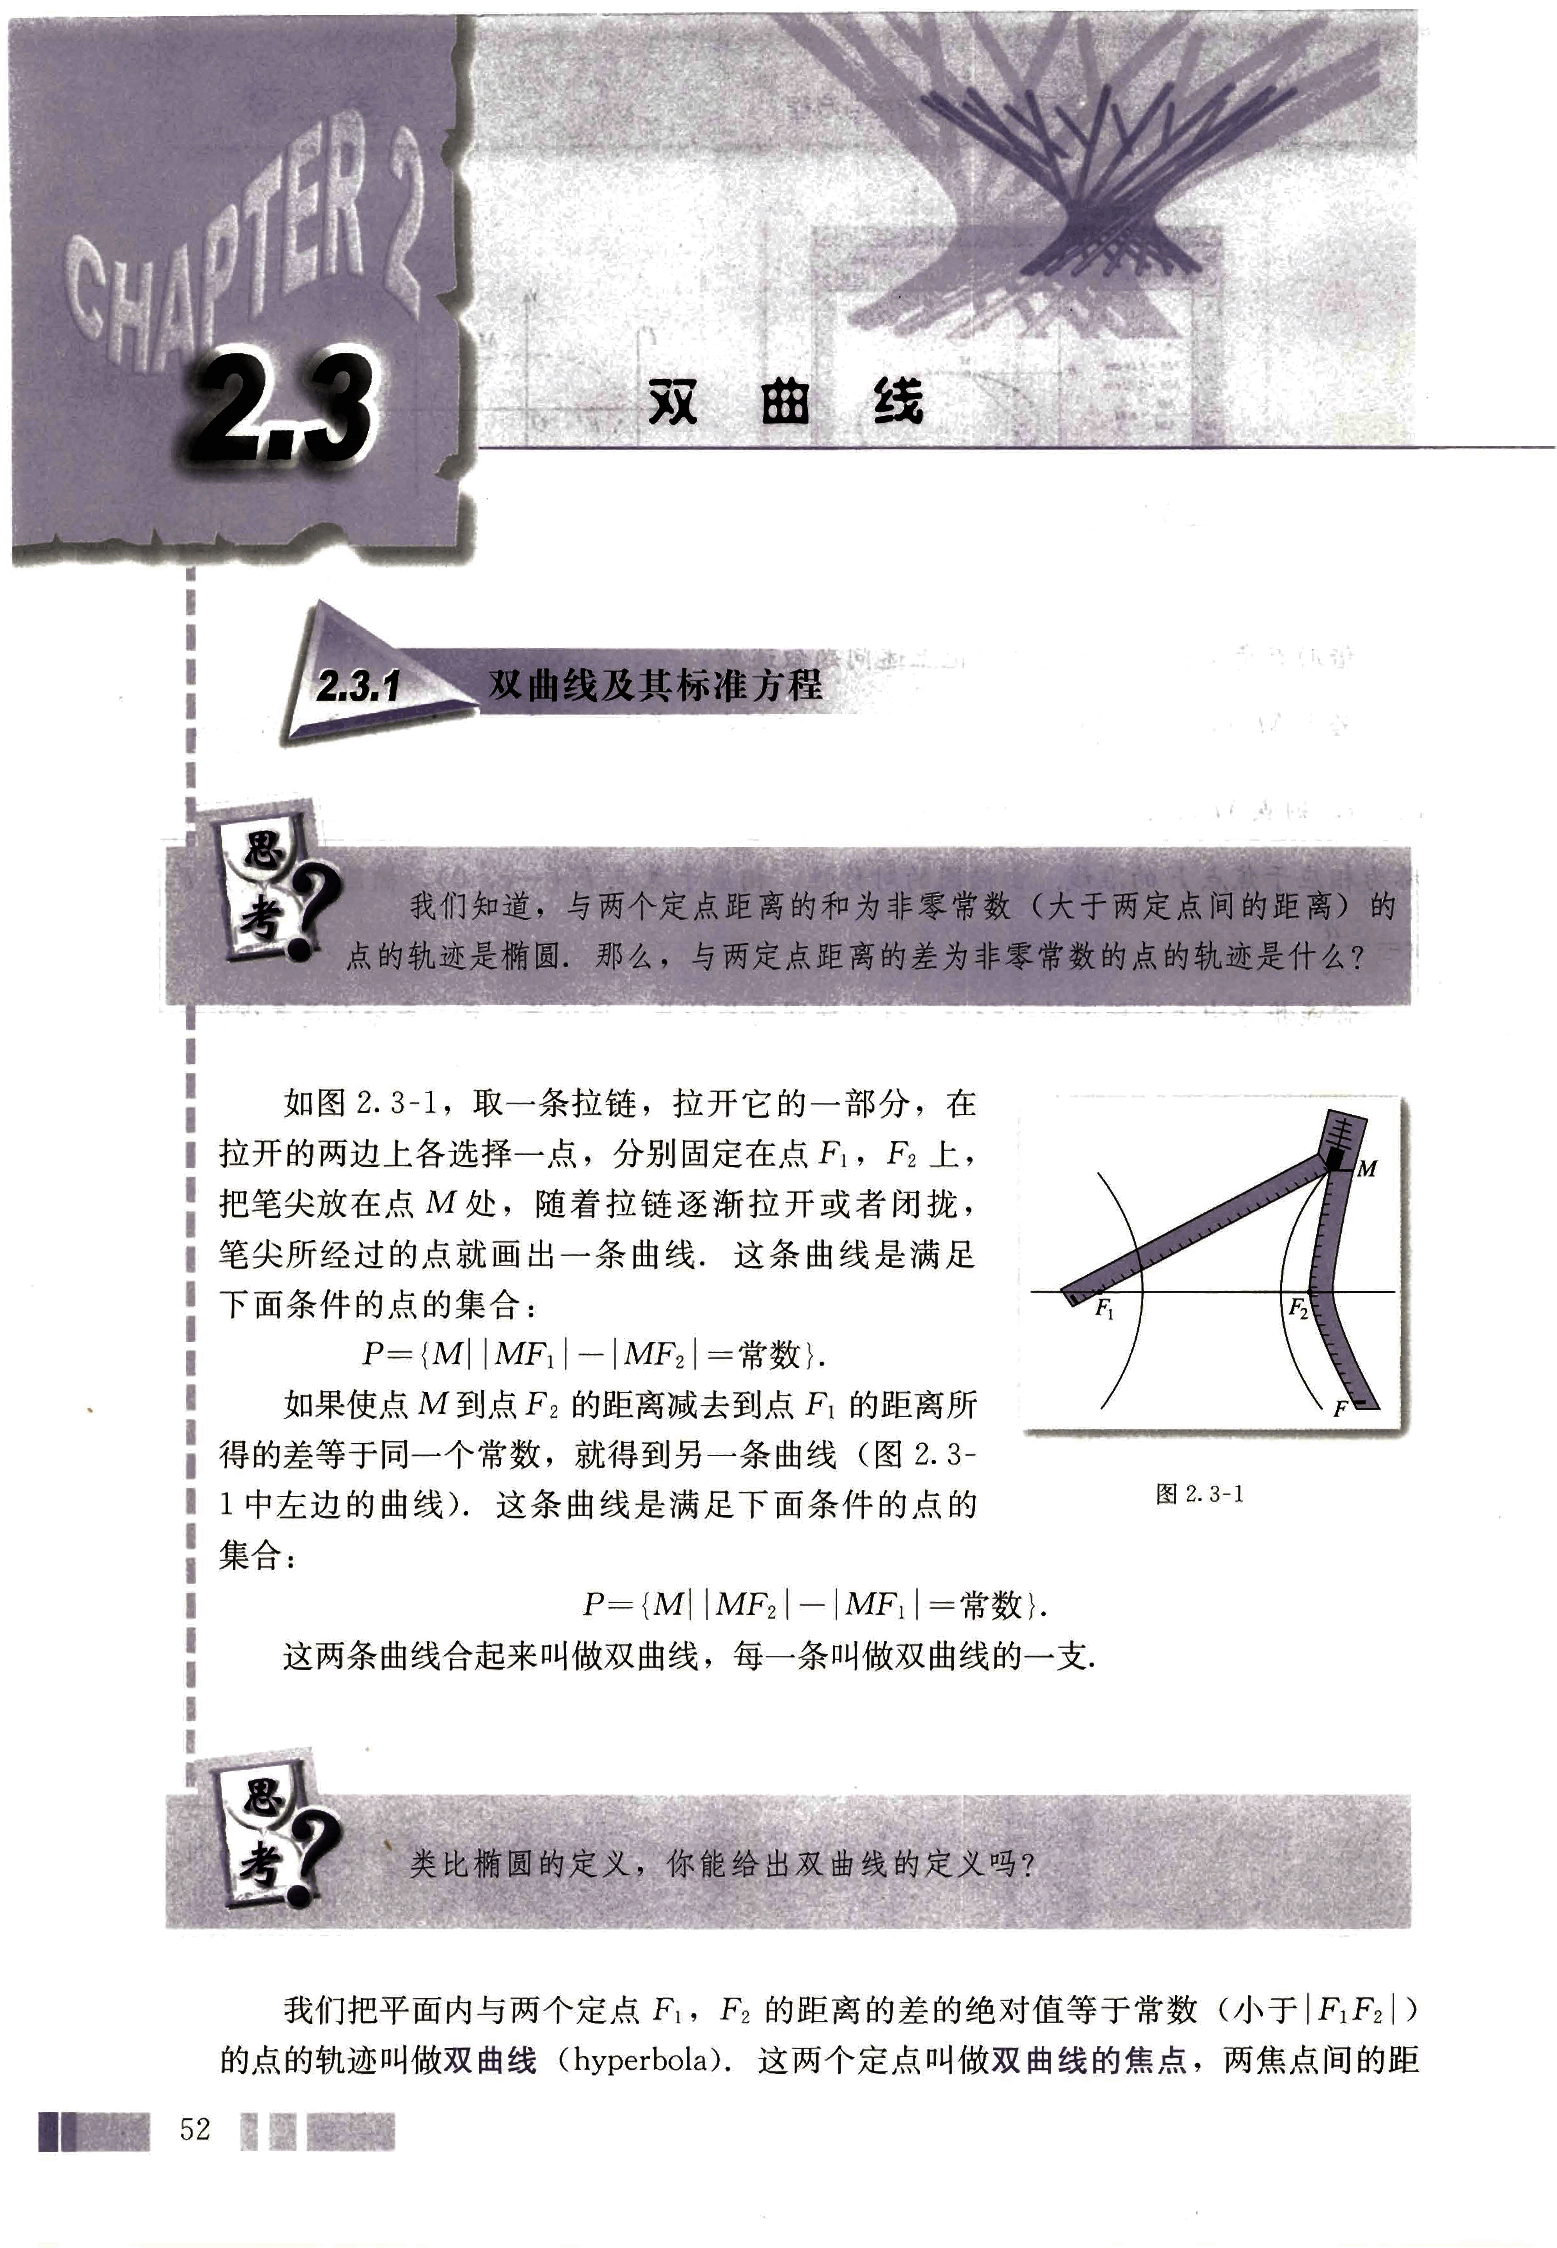 CHAPTER 2
2.3
双 曲 线
2.3.1 双曲线及其标准方程
思考?
我们知道，与两个定点距离的和为非零常数（大于两定点间的距离）的
点的轨迹是椭圆．那么，与两定点距离的差为非零常数的点的轨迹是什么？
如图 2.3-1，取一条拉链，拉开它的一部分，在
拉开的两边上各选择一点，分别固定在点 F₁，F₂ 上，
把笔尖放在点 M 处，随着拉链逐渐拉开或者闭拢，
笔尖所经过的点就画出一条曲线．这条曲线是满足
下面条件的点的集合：
P={M||MF₁|－|MF₂|＝常数}．
如果使点 M 到点 F₂ 的距离减去到点 F₁ 的距离所
得的差等于同一个常数，就得到另一条曲线（图 2.3-
1 中左边的曲线）．这条曲线是满足下面条件的点的
集合：
M
F₁
F₂
F
图 2.3-1
P={M||MF₂|－|MF₁|＝常数}．
这两条曲线合起来叫做双曲线，每一条叫做双曲线的一支．
思考?
类比椭圆的定义，你能给出双曲线的定义吗？
我们把平面内与两个定点 F₁，F₂ 的距离的差的绝对值等于常数（小于|F₁F₂|）
的点的轨迹叫做双曲线（hyperbola）．这两个定点叫做双曲线的焦点，两焦点间的距
52